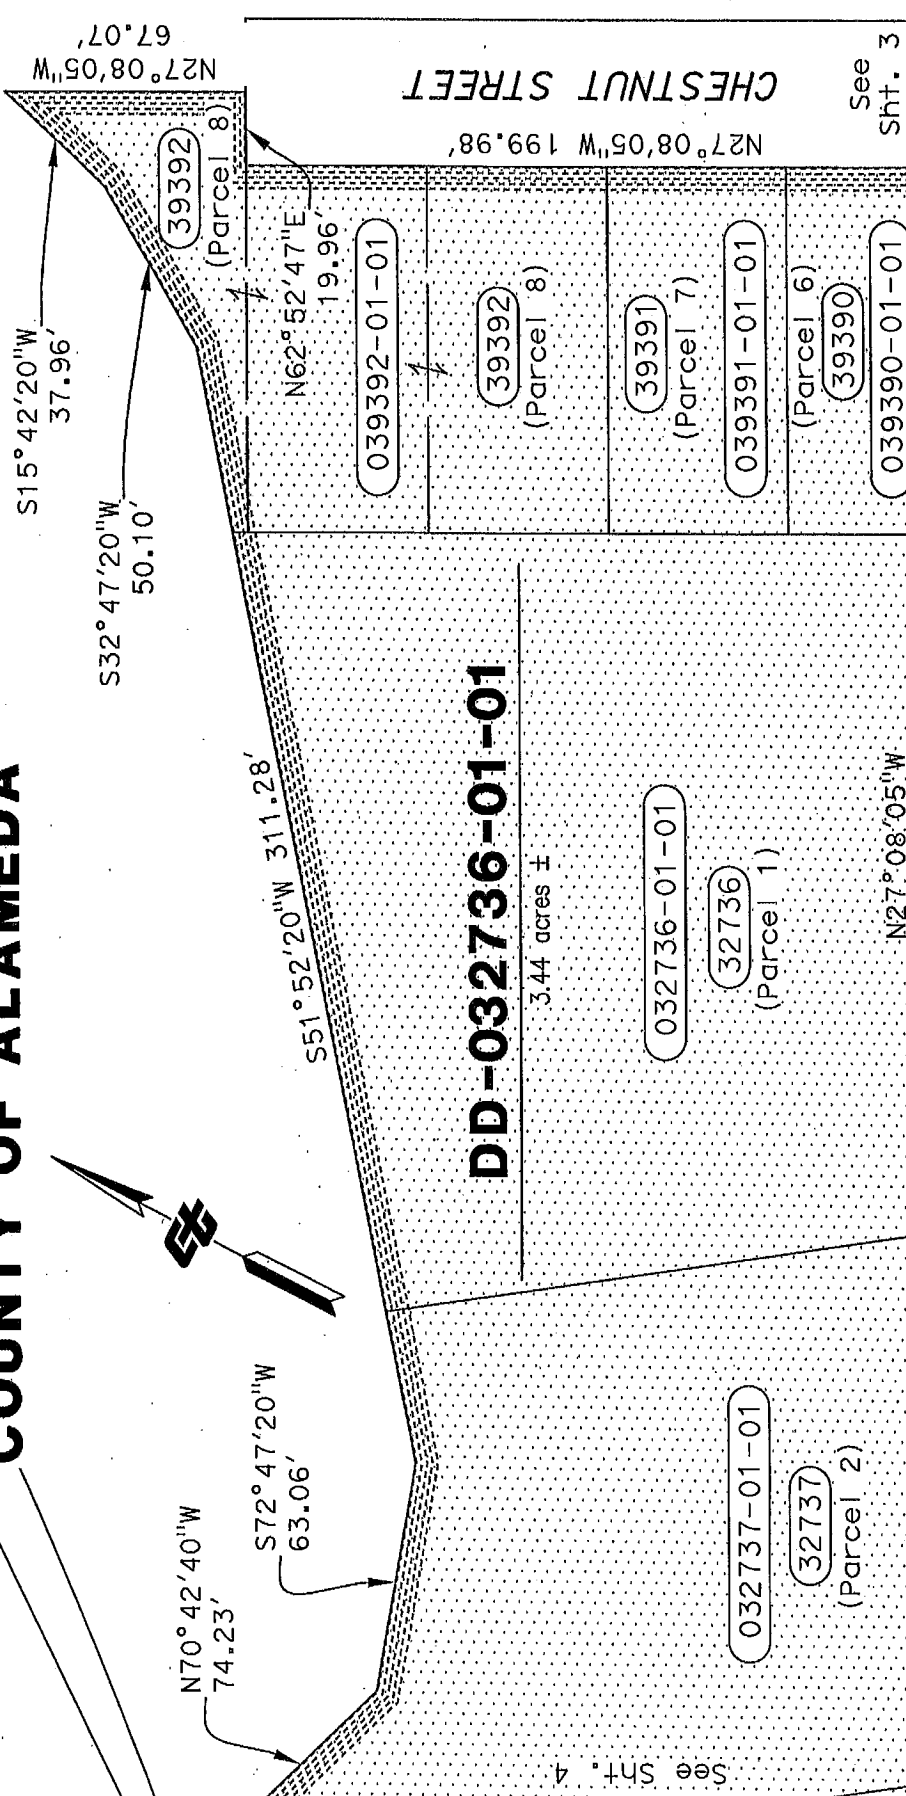 COUNTY OF ALAMEDA
N70°42'40"W
74.23'
S72°47'20"W
63.06'
S51°52'20"W 311.28'
S32°47'20"W
50.10'
S15°42'20"W
37.96'
N27°08'05"W
67.07'
39392
(Parcel 8)
N62°52'47"E
19.96'
CHESTNUT STREET
N27°08'05"W 199.98'
See
Sht. 3
039392-01-01
39392
(Parcel 8)
39391
(Parcel 7)
039391-01-01
(Parcel 6)
39390
039390-01-01
DD-032736-01-01
3.44 acres ±
032736-01-01
32736
(Parcel 1)
N27°08'05"W
032737-01-01
32737
(Parcel 2)
See Sht. 4